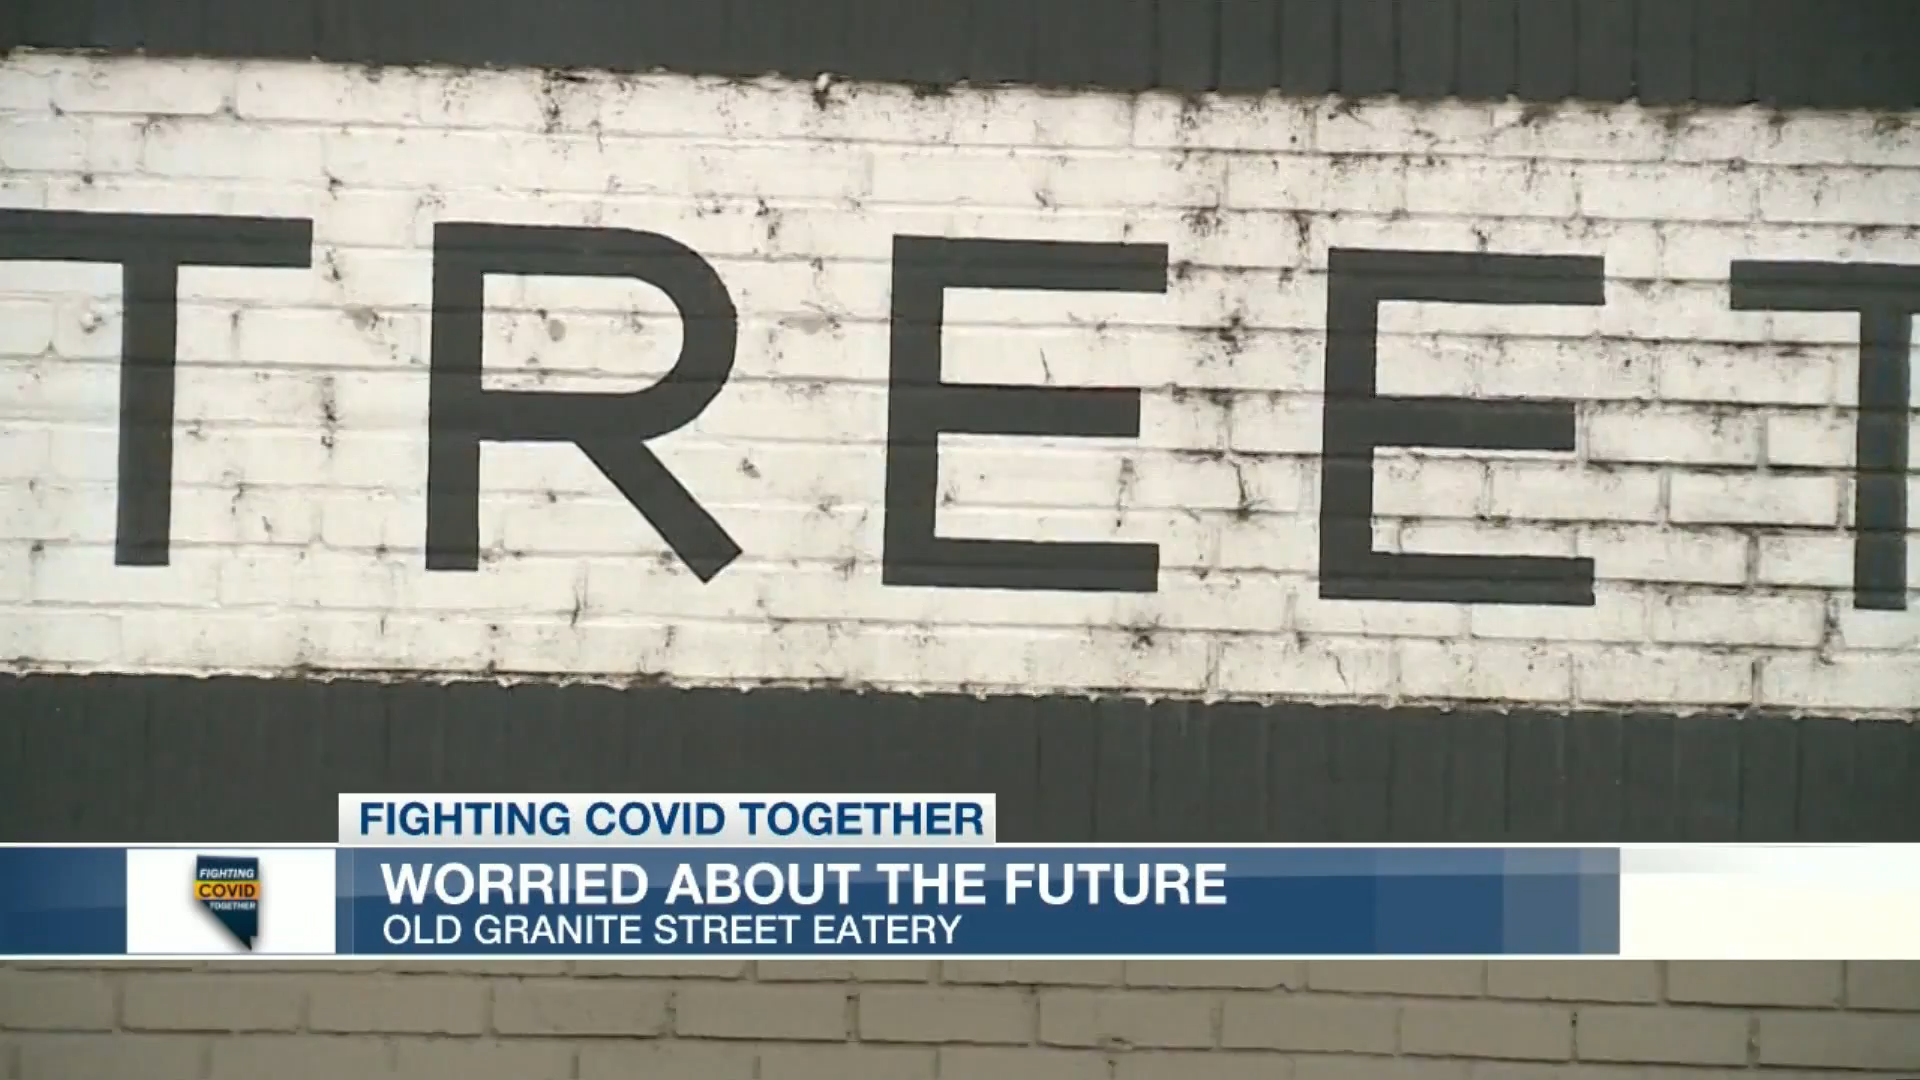 TREET
FIGHTING COVID TOGETHER
WORRIED ABOUT THE FUTURE
OLD GRANITE STREET EATERY
FIGHTING
COVID
TOGETHER